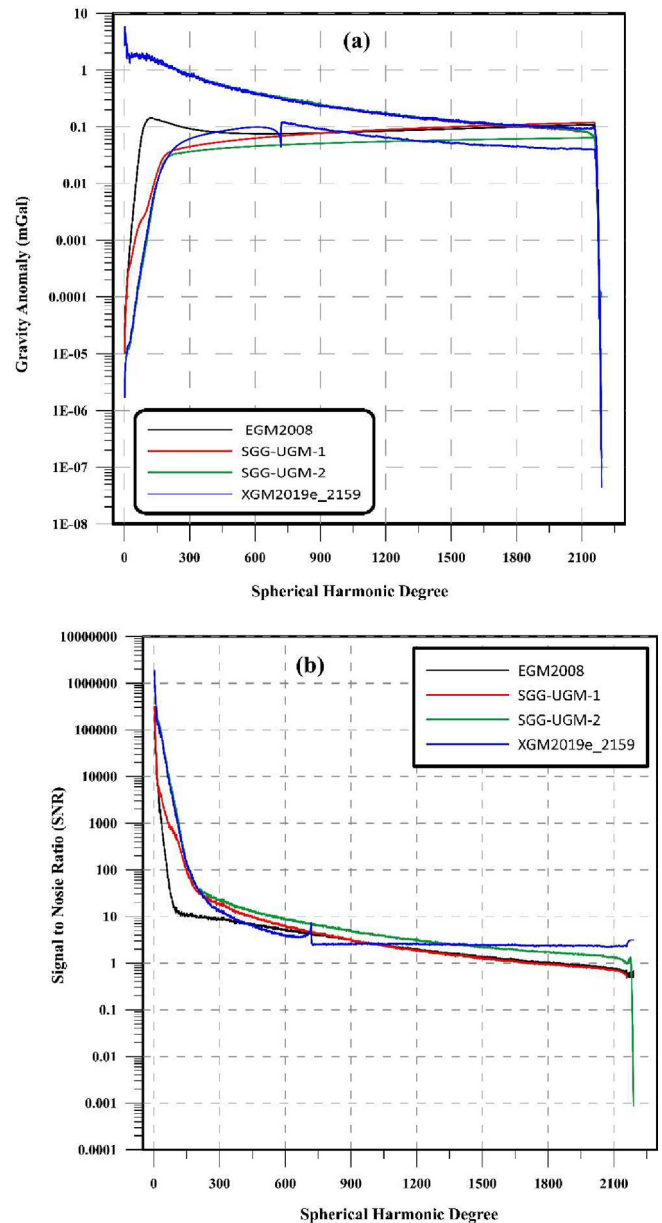 (a)
10
1
0.1
0.01
0.001
0.0001
1E-05
1E-06
1E-07
1E-08
Gravity Anomaly (mGal)
EGM2008
SGG-UGM-1
SGG-UGM-2
XGM2019e_2159
0 300 600 900 1200 1500 1800 2100
Spherical Harmonic Degree
(b)
10000000
1000000
100000
10000
1000
100
10
1
0.1
0.01
0.001
0.0001
Signal to Nosie Ratio (SNR)
EGM2008
SGG-UGM-1
SGG-UGM-2
XGM2019e_2159
0 300 600 900 1200 1500 1800 2100
Spherical Harmonic Degree